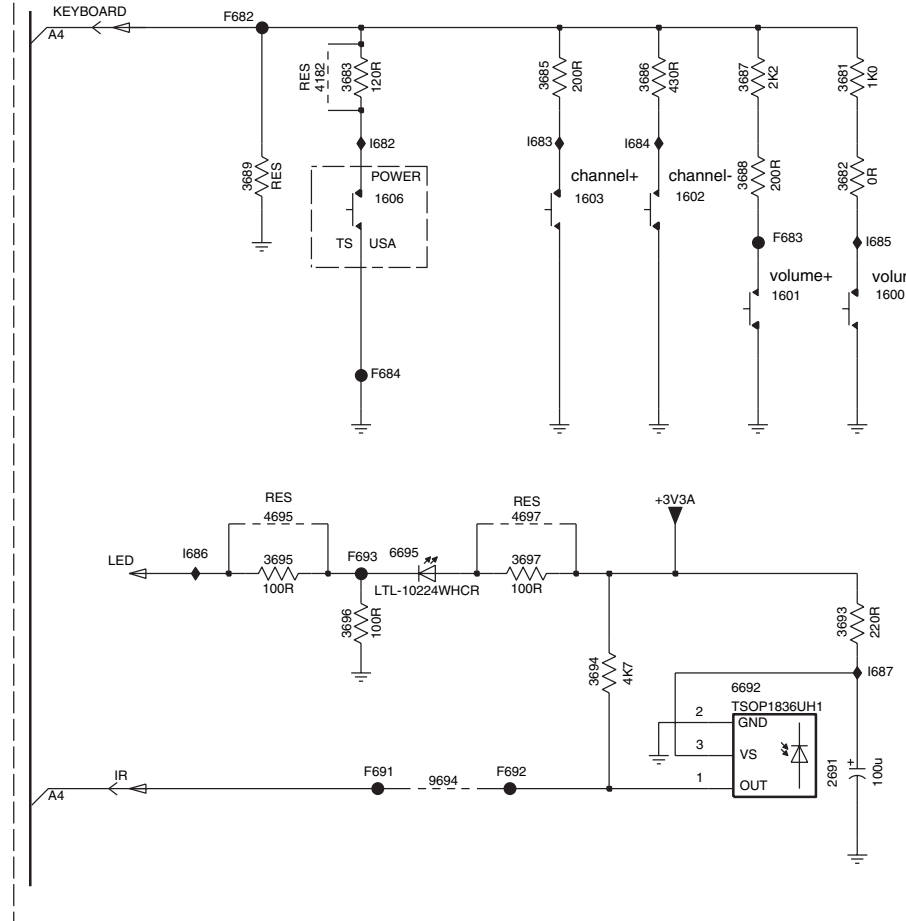 KEYBOARD
A4
F682
RES
4182
3683
120R
3685
200R
3686
430R
3687
2K2
3681
1K0
I682
I683
I684
3689
RES
POWER
1606
TS USA
channel+
1603
channel-
1602
3688
200R
3682
0R
F683
I685
volume+
1601
1600
F684
RES
4695
RES
4697
+3V3A
LED
I686
3695
100R
F693
6695
LTL-10224WHCR
3697
100R
3696
100R
3693
220R
3694
4K7
I687
6692
TSOP1836UH1
2
GND
3
VS
1
OUT
2691
+
100u
IR
A4
F691
9694
F692